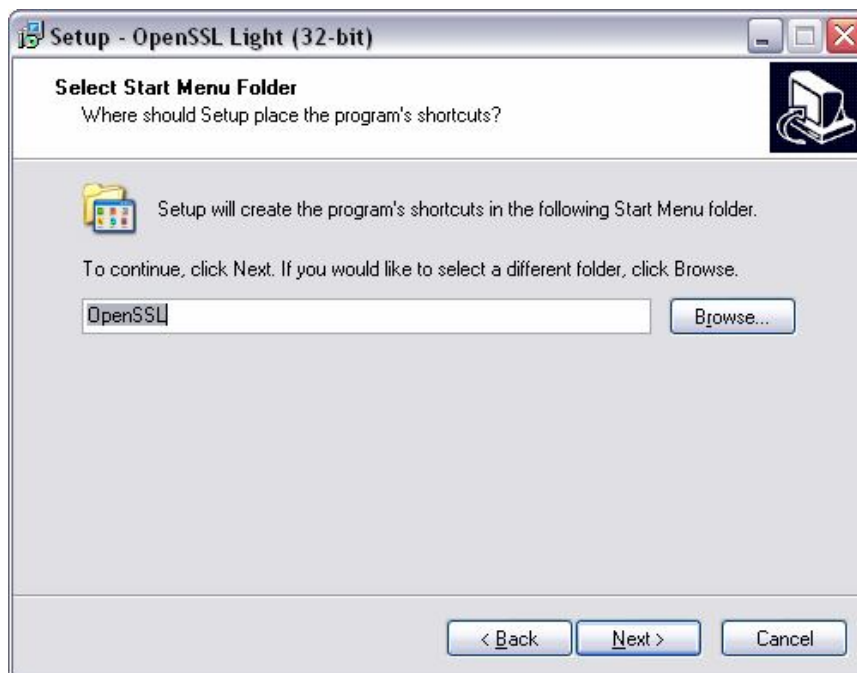 Setup - OpenSSL Light (32-bit)
Select Start Menu Folder
Where should Setup place the program's shortcuts?
Setup will create the program's shortcuts in the following Start Menu folder.
To continue, click Next. If you would like to select a different folder, click Browse.
OpenSSL
Browse...
< Back
Next >
Cancel